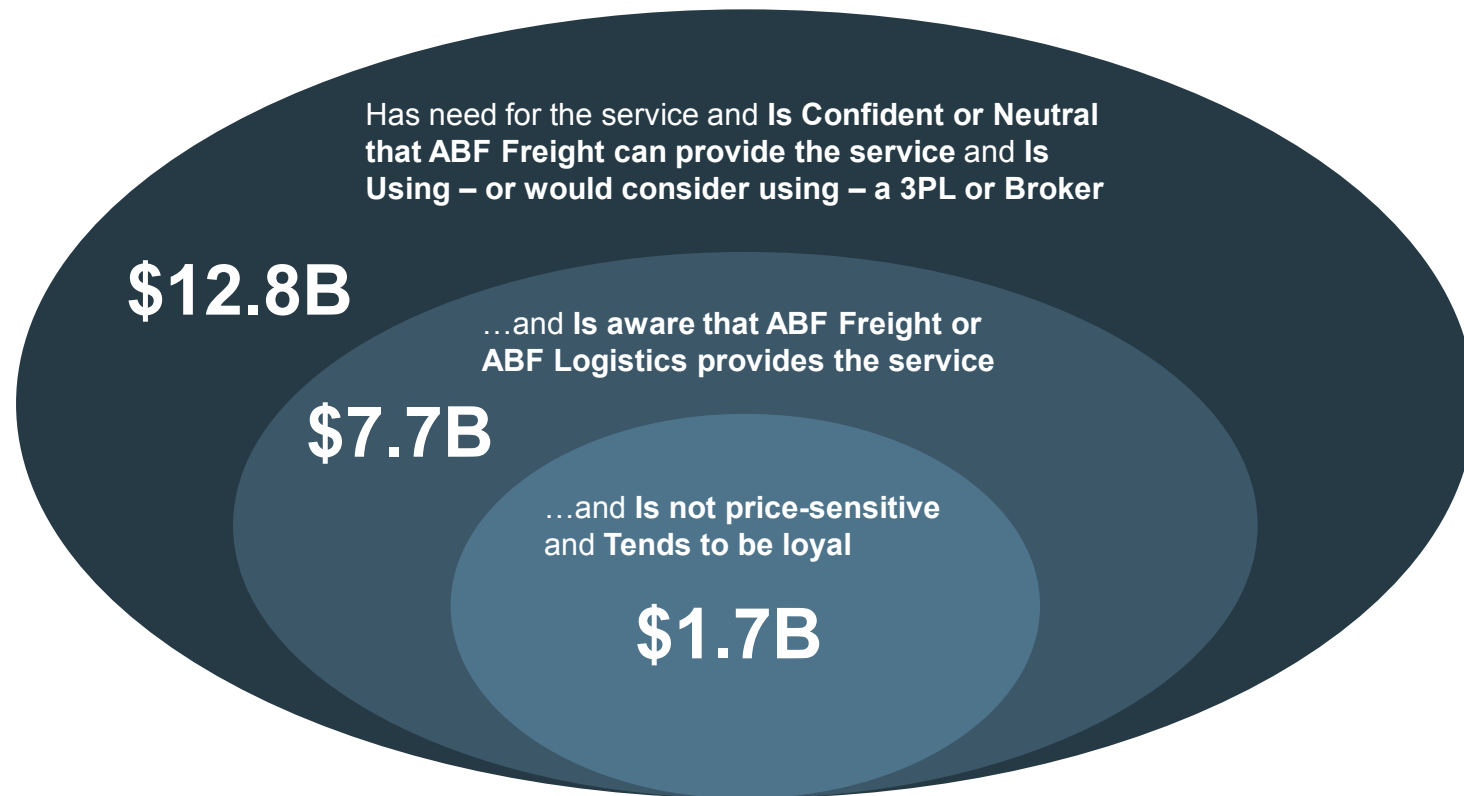 Has need for the service and Is Confident or Neutral
that ABF Freight can provide the service and Is
Using – or would consider using – a 3PL or Broker
$12.8B
…and Is aware that ABF Freight or
ABF Logistics provides the service
$7.7B
…and Is not price-sensitive
and Tends to be loyal
$1.7B